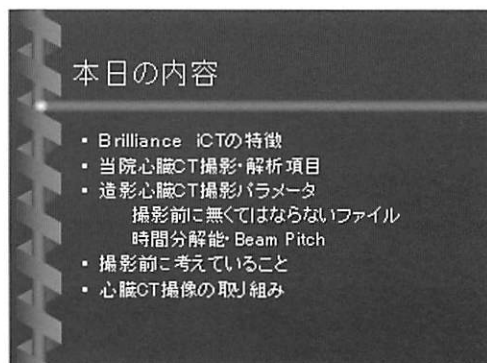 本日の内容
▪ Brilliance iCTの特徴
▪ 当院心臓CT撮影・解析項目
▪ 造影心臓CT撮影パラメータ
撮影前に無くてはならないファイル
時間分解能・Beam Pitch
▪ 撮影前に考えていること
▪ 心臓CT撮像の取り組み